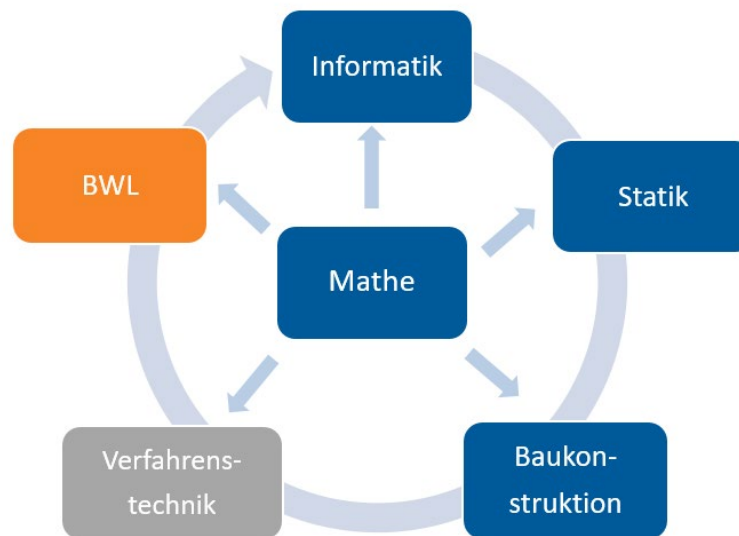 Informatik
BWL
Statik
Mathe
Verfahrens-
technik
Baukon-
struktion